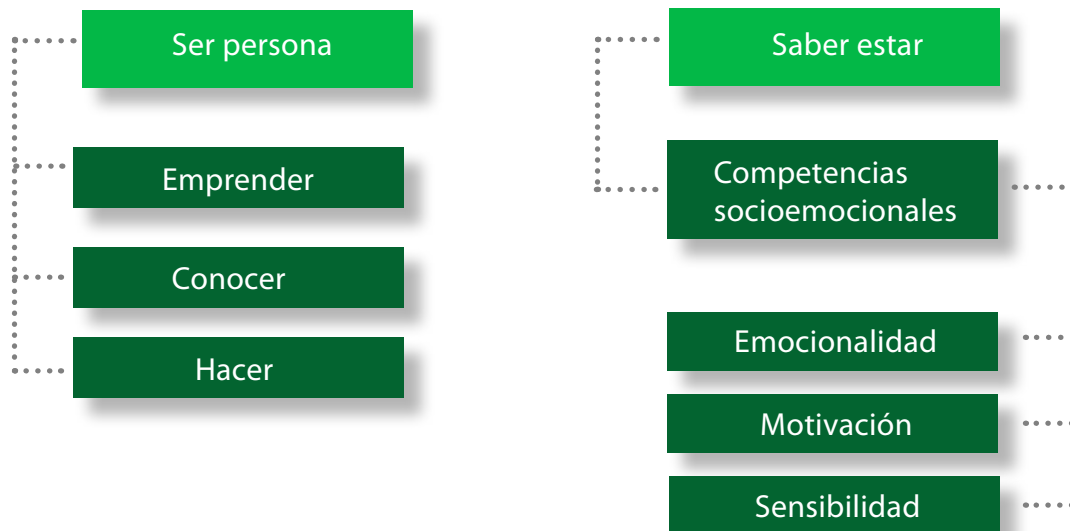 Ser persona
Emprender
Conocer
Hacer
Saber estar
Competencias
socioemocionales
Emocionalidad
Motivación
Sensibilidad